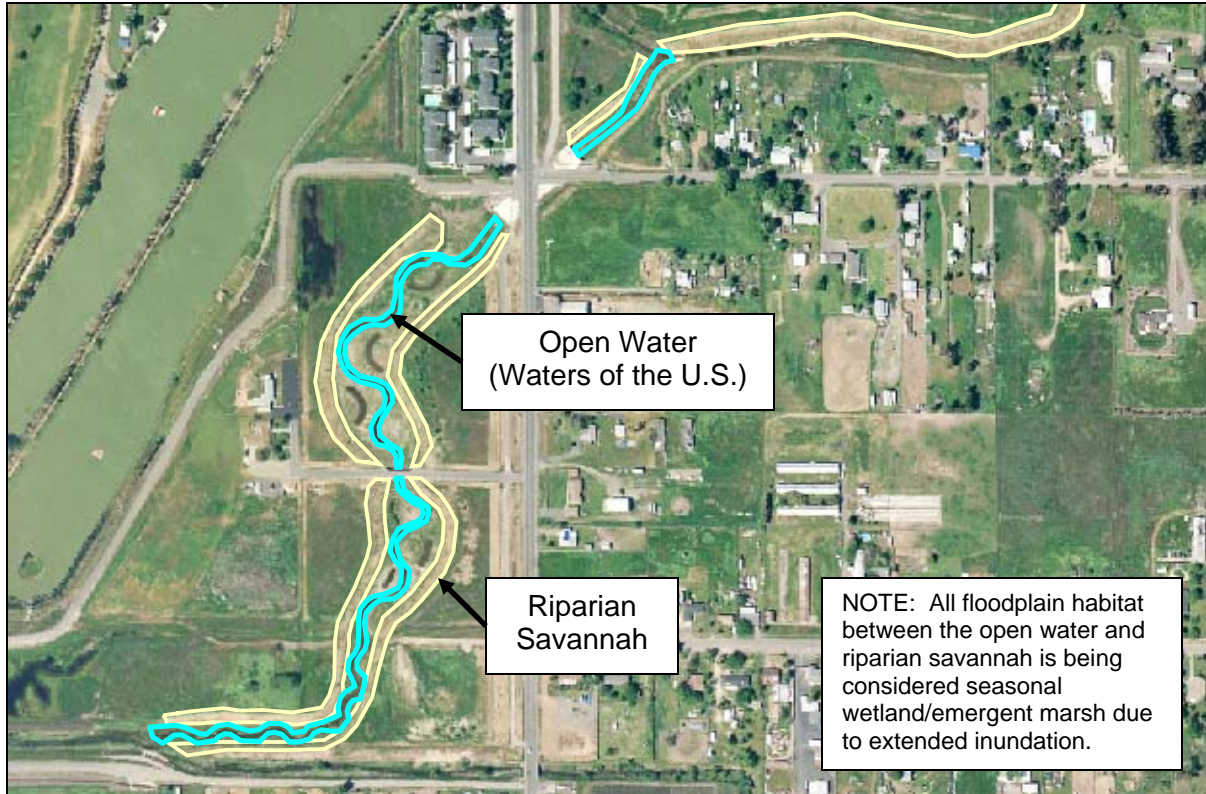 Open Water
(Waters of the U.S.)
Riparian
Savannah
NOTE:  All floodplain habitat
between the open water and
riparian savannah is being
considered seasonal
wetland/emergent marsh due
to extended inundation.